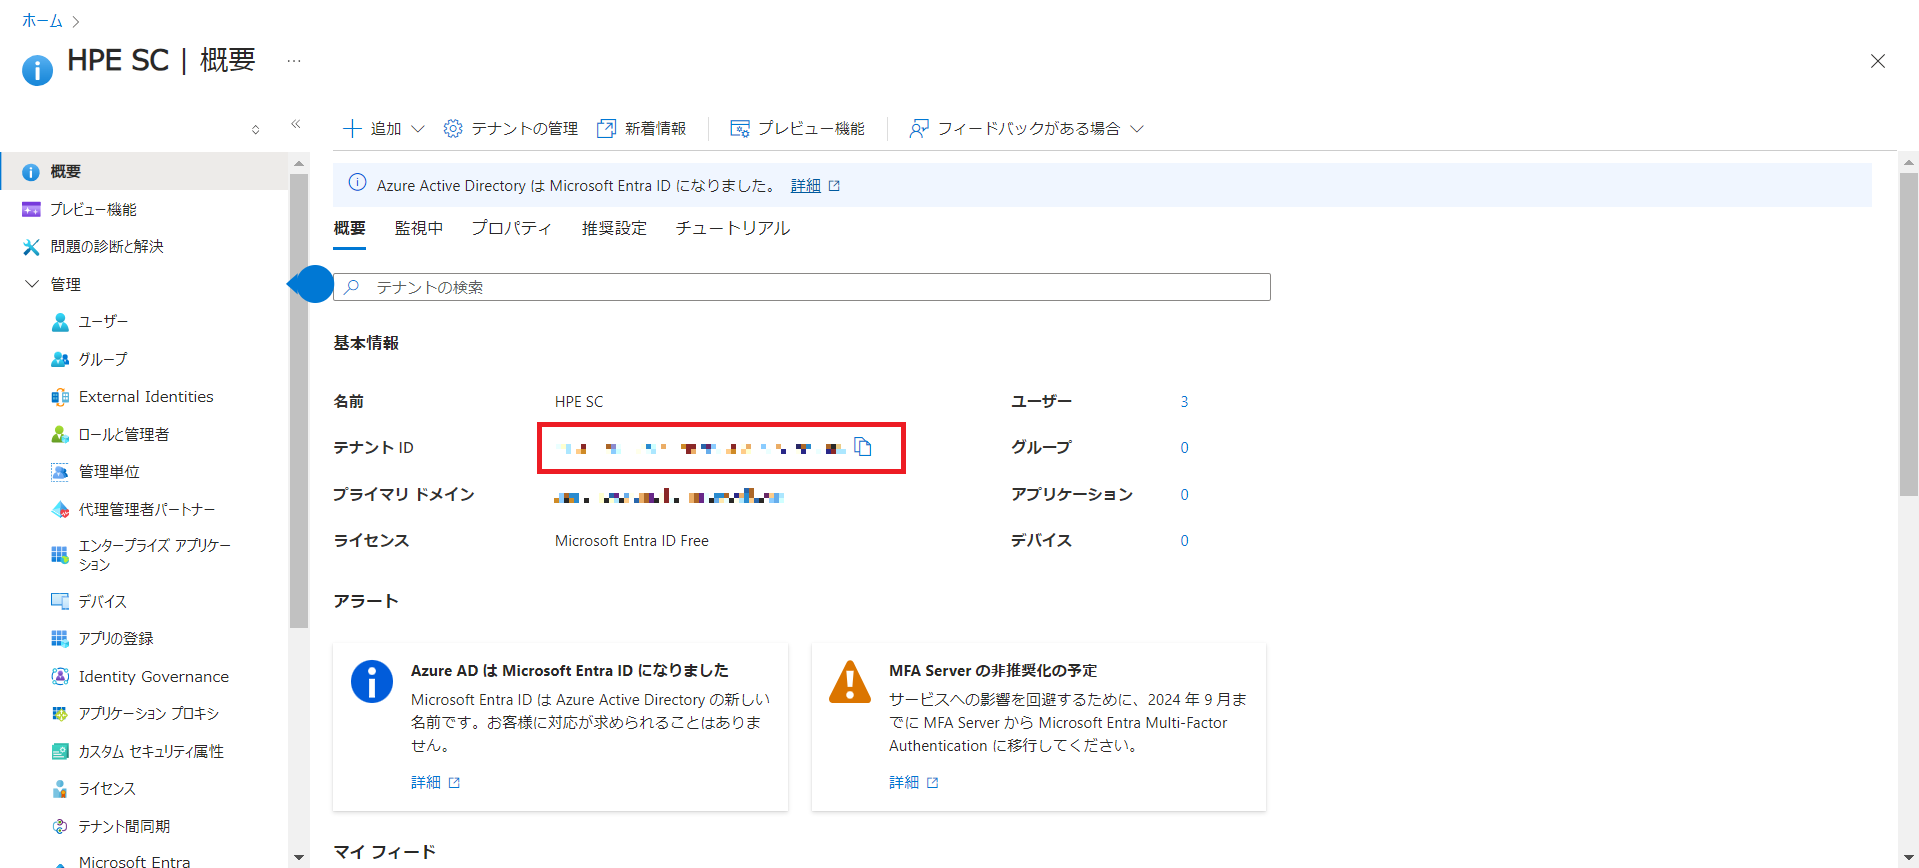 ホーム
HPE SC | 概要
…
追加
テナントの管理
新着情報
プレビュー機能
フィードバックがある場合
概要
プレビュー機能
問題の診断と解決
管理
ユーザー
グループ
External Identities
ロールと管理者
管理単位
代理管理者パートナー
エンタープライズ アプリケー
ション
デバイス
アプリの登録
Identity Governance
アプリケーション プロキシ
カスタム セキュリティ属性
ライセンス
テナント間同期
Microsoft Entra
Azure Active Directory は Microsoft Entra ID になりました。 詳細
概要 監視中 プロパティ 推奨設定 チュートリアル
テナントの検索
基本情報
名前 HPE SC ユーザー 3
テナント ID グループ 0
プライマリ ドメイン アプリケーション 0
ライセンス Microsoft Entra ID Free デバイス 0
アラート
Azure AD は Microsoft Entra ID になりました
Microsoft Entra ID は Azure Active Directory の新しい
名前です。お客様に対応が求められることはありま
せん。
詳細
MFA Server の非推奨化の予定
サービスへの影響を回避するために、2024 年 9 月ま
でに MFA Server から Microsoft Entra Multi-Factor
Authentication に移行してください。
詳細
マイ フィード